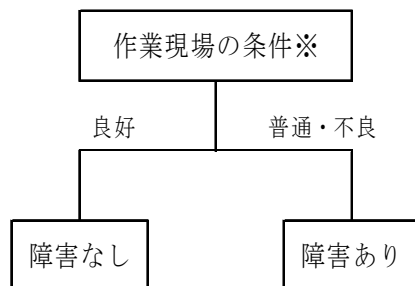 作業現場の条件※
良好
普通・不良
障害なし
障害あり